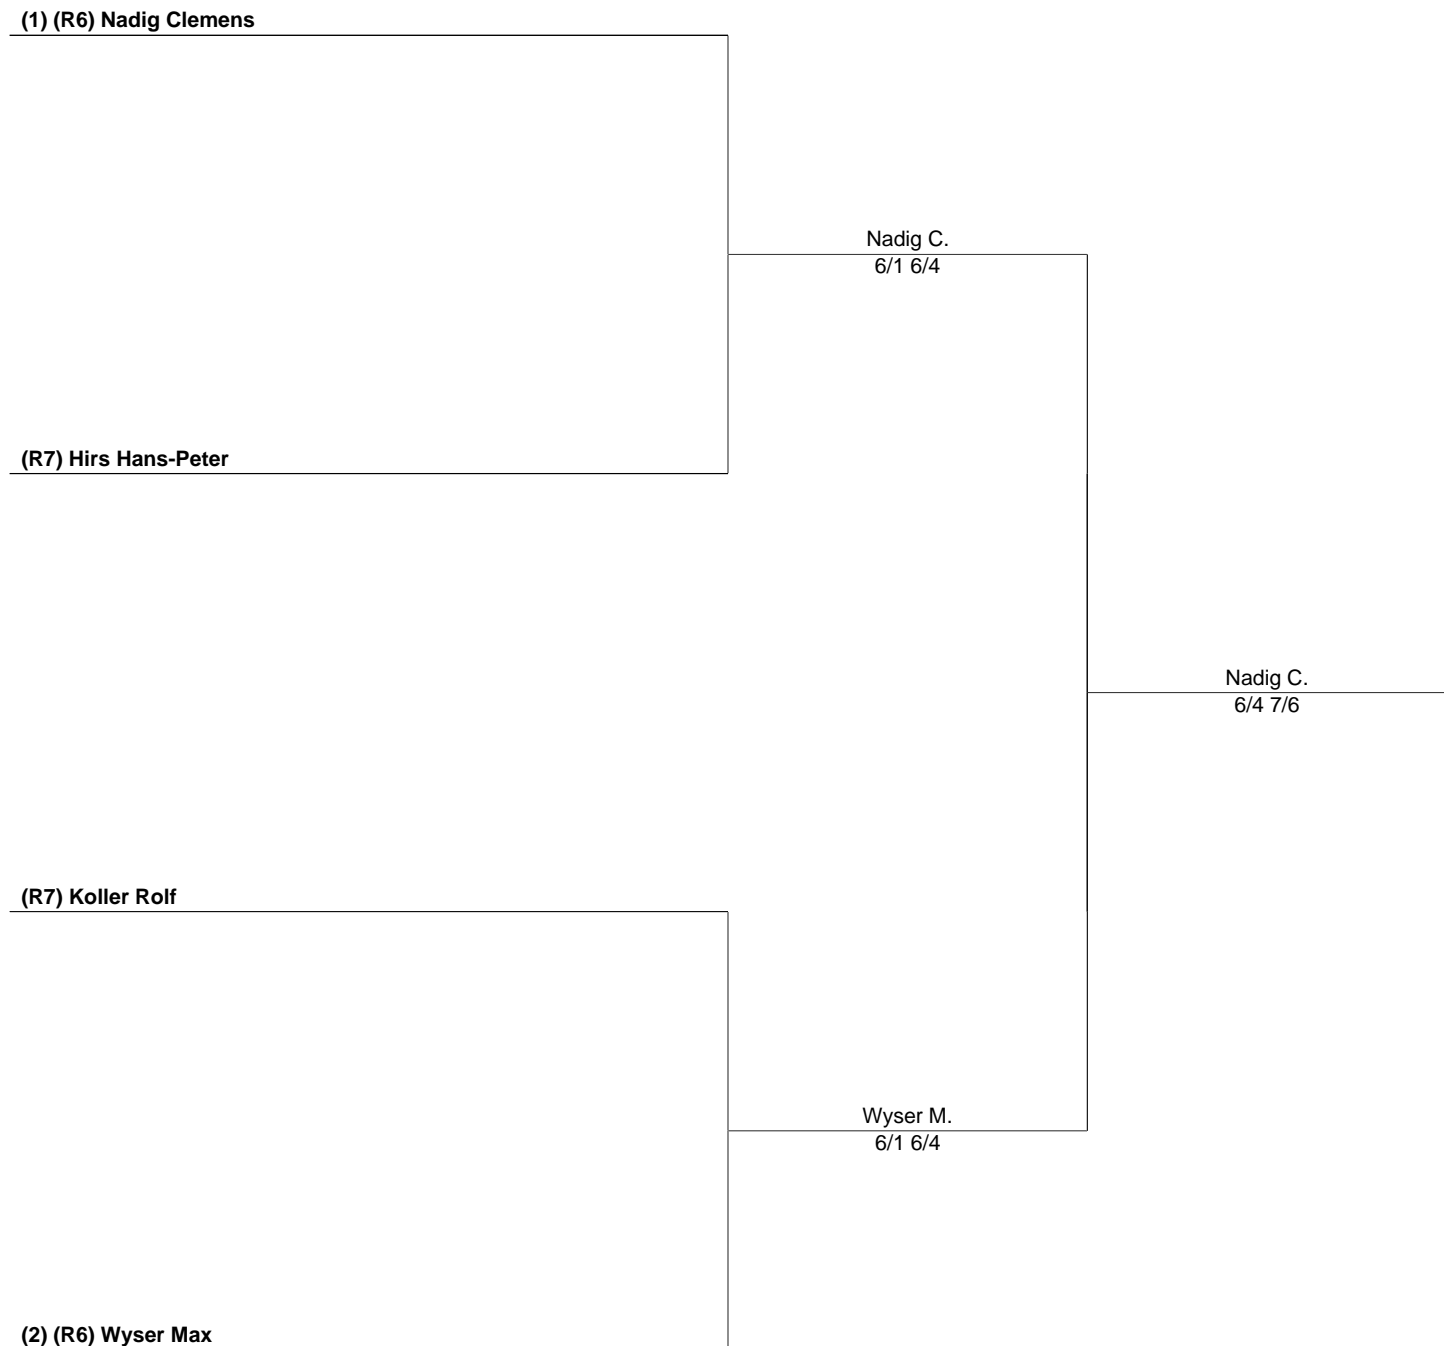 (1) (R6) Nadig Clemens
Nadig C.
6/1 6/4
(R7) Hirs Hans-Peter
Nadig C.
6/4 7/6
(R7) Koller Rolf
Wyser M.
6/1 6/4
(2) (R6) Wyser Max